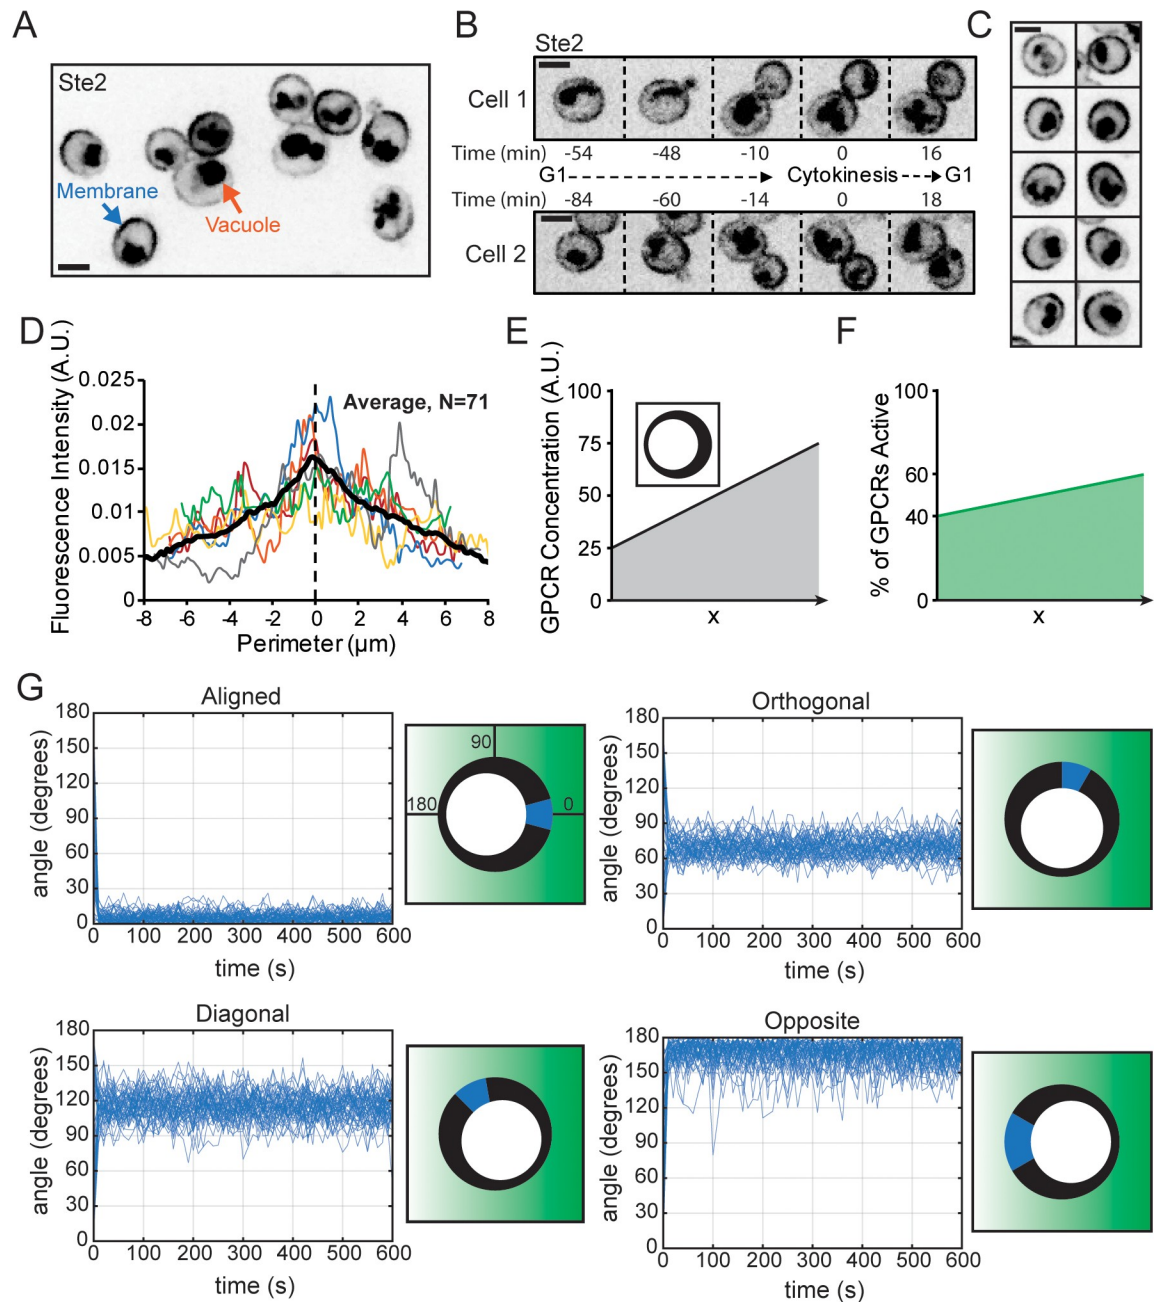 A
Ste2
Membrane
Vacuole
B
Ste2
Cell 1
Time (min) -54 -48 -10 0 16
G1 Cytokinesis G1
Time (min) -84 -60 -14 0 18
Cell 2
C
D
Fluorescence Intensity (A.U.)
0.025
0.02
0.015
0.01
0.005
0
Average, N=71
-8 -6 -4 -2 0 2 4 6 8
Perimeter (µm)
E
GPCR Concentration (A.U.)
100
75
50
25
0
x
F
% of GPCRs Active
100
60
40
0
x
G
Aligned
angle (degrees)
180
150
120
90
60
30
0
0 100 200 300 400 500 600
time (s)
90
180
0
Orthogonal
angle (degrees)
180
150
120
90
60
30
0
0 100 200 300 400 500 600
time (s)
Diagonal
angle (degrees)
180
150
120
90
60
30
0
0 100 200 300 400 500 600
time (s)
Opposite
angle (degrees)
180
150
120
90
60
30
0
0 100 200 300 400 500 600
time (s)